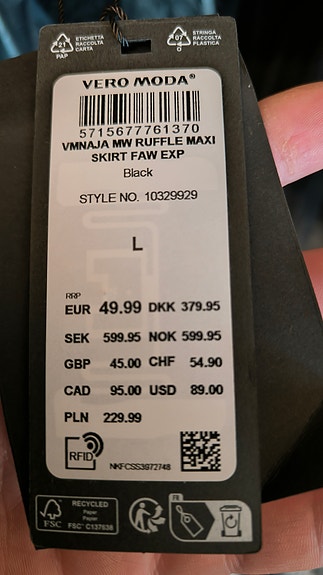 21
PAP
ETICHETTA
RACCOLTA
CARTA
07
O
STRINGA
RACCOLTA
PLASTICA
VERO MODA®
5715677761370
VMNAJA MW RUFFLE MAXI
SKIRT FAW EXP
Black
STYLE NO. 10329929
L
RRP
EUR 49.99 DKK 379.95
SEK 599.95 NOK 599.95
GBP 45.00 CHF 54.90
CAD 95.00 USD 89.00
PLN 229.99
RFID
NKFCSS3972748
FSC
RECYCLED
Paper
FSC® C137638
FR